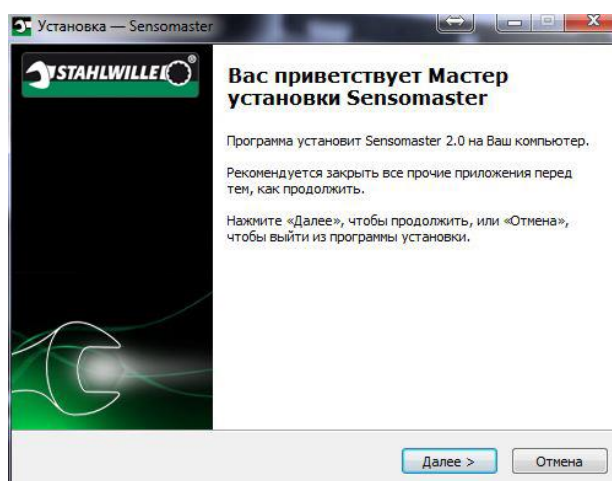 Установка — Sensomaster
STAHLWILLE®
Вас приветствует Мастер
установки Sensomaster
Программа установит Sensomaster 2.0 на Ваш компьютер.
Рекомендуется закрыть все прочие приложения перед
тем, как продолжить.
Нажмите «Далее», чтобы продолжить, или «Отмена»,
чтобы выйти из программы установки.
Далее >
Отмена